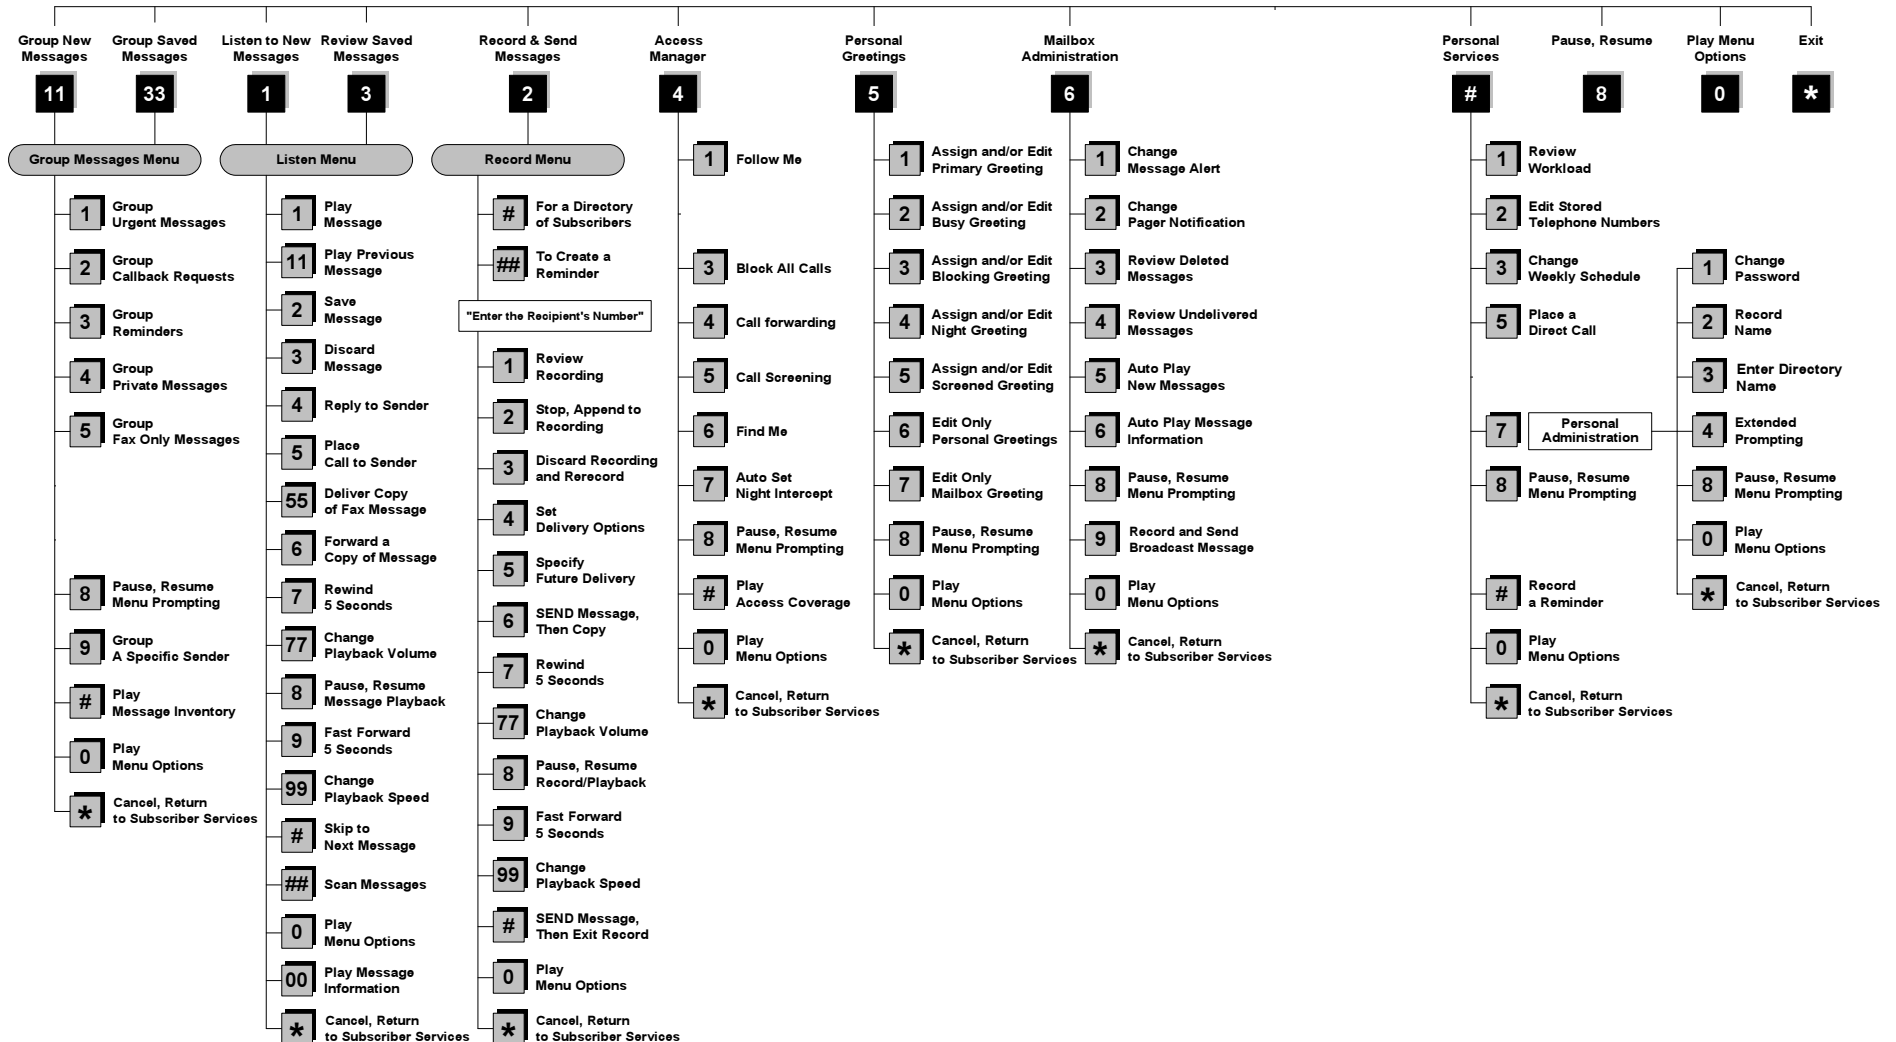 Group New
Messages
11
Group Saved
Messages
33
Listen to New
Messages
1
Review Saved
Messages
3
Record & Send
Messages
2
Access
Manager
4
Personal
Greetings
5
Mailbox
Administration
6
Personal
Services
#
Pause, Resume
8
Play Menu
Options
0
Exit
*
Group Messages Menu
1
Group
Urgent Messages
2
Group
Callback Requests
3
Group
Reminders
4
Group
Private Messages
5
Group
Fax Only Messages
8
Pause, Resume
Menu Prompting
9
Group
A Specific Sender
#
Play
Message Inventory
0
Play
Menu Options
*
Cancel, Return
to Subscriber Services
Listen Menu
1
Play
Message
11
Play Previous
Message
2
Save
Message
3
Discard
Message
4
Reply to Sender
5
Place
Call to Sender
55
Deliver Copy
of Fax Message
6
Forward a
Copy of Message
7
Rewind
5 Seconds
77
Change
Playback Volume
8
Pause, Resume
Message Playback
9
Fast Forward
5 Seconds
99
Change
Playback Speed
#
Skip to
Next Message
##
Scan Messages
0
Play
Menu Options
00
Play Message
Information
*
Cancel, Return
to Subscriber Services
Record Menu
#
For a Directory
of Subscribers
##
To Create a
Reminder
"Enter the Recipient's Number"
1
Review
Recording
2
Stop, Append to
Recording
3
Discard Recording
and Rerecord
4
Set
Delivery Options
5
Specify
Future Delivery
6
SEND Message,
Then Copy
7
Rewind
5 Seconds
77
Change
Playback Volume
8
Pause, Resume
Record/Playback
9
Fast Forward
5 Seconds
99
Change
Playback Speed
#
SEND Message,
Then Exit Record
0
Play
Menu Options
*
Cancel, Return
to Subscriber Services
1
Follow Me
3
Block All Calls
4
Call forwarding
5
Call Screening
6
Find Me
7
Auto Set
Night Intercept
8
Pause, Resume
Menu Prompting
#
Play
Access Coverage
0
Play
Menu Options
*
Cancel, Return
to Subscriber Services
1
Assign and/or Edit
Primary Greeting
2
Assign and/or Edit
Busy Greeting
3
Assign and/or Edit
Blocking Greeting
4
Assign and/or Edit
Night Greeting
5
Assign and/or Edit
Screened Greeting
6
Edit Only
Personal Greetings
7
Edit Only
Mailbox Greeting
8
Pause, Resume
Menu Prompting
0
Play
Menu Options
*
Cancel, Return
to Subscriber Services
1
Change
Message Alert
2
Change
Pager Notification
3
Review Deleted
Messages
4
Review Undelivered
Messages
5
Auto Play
New Messages
6
Auto Play Message
Information
8
Pause, Resume
Menu Prompting
9
Record and Send
Broadcast Message
0
Play
Menu Options
*
Cancel, Return
to Subscriber Services
1
Review
Workload
2
Edit Stored
Telephone Numbers
3
Change
Weekly Schedule
5
Place a
Direct Call
7
Personal
Administration
8
Pause, Resume
Menu Prompting
#
Record
a Reminder
0
Play
Menu Options
*
Cancel, Return
to Subscriber Services
1
Change
Password
2
Record
Name
3
Enter Directory
Name
4
Extended
Prompting
8
Pause, Resume
Menu Prompting
0
Play
Menu Options
*
Cancel, Return
to Subscriber Services